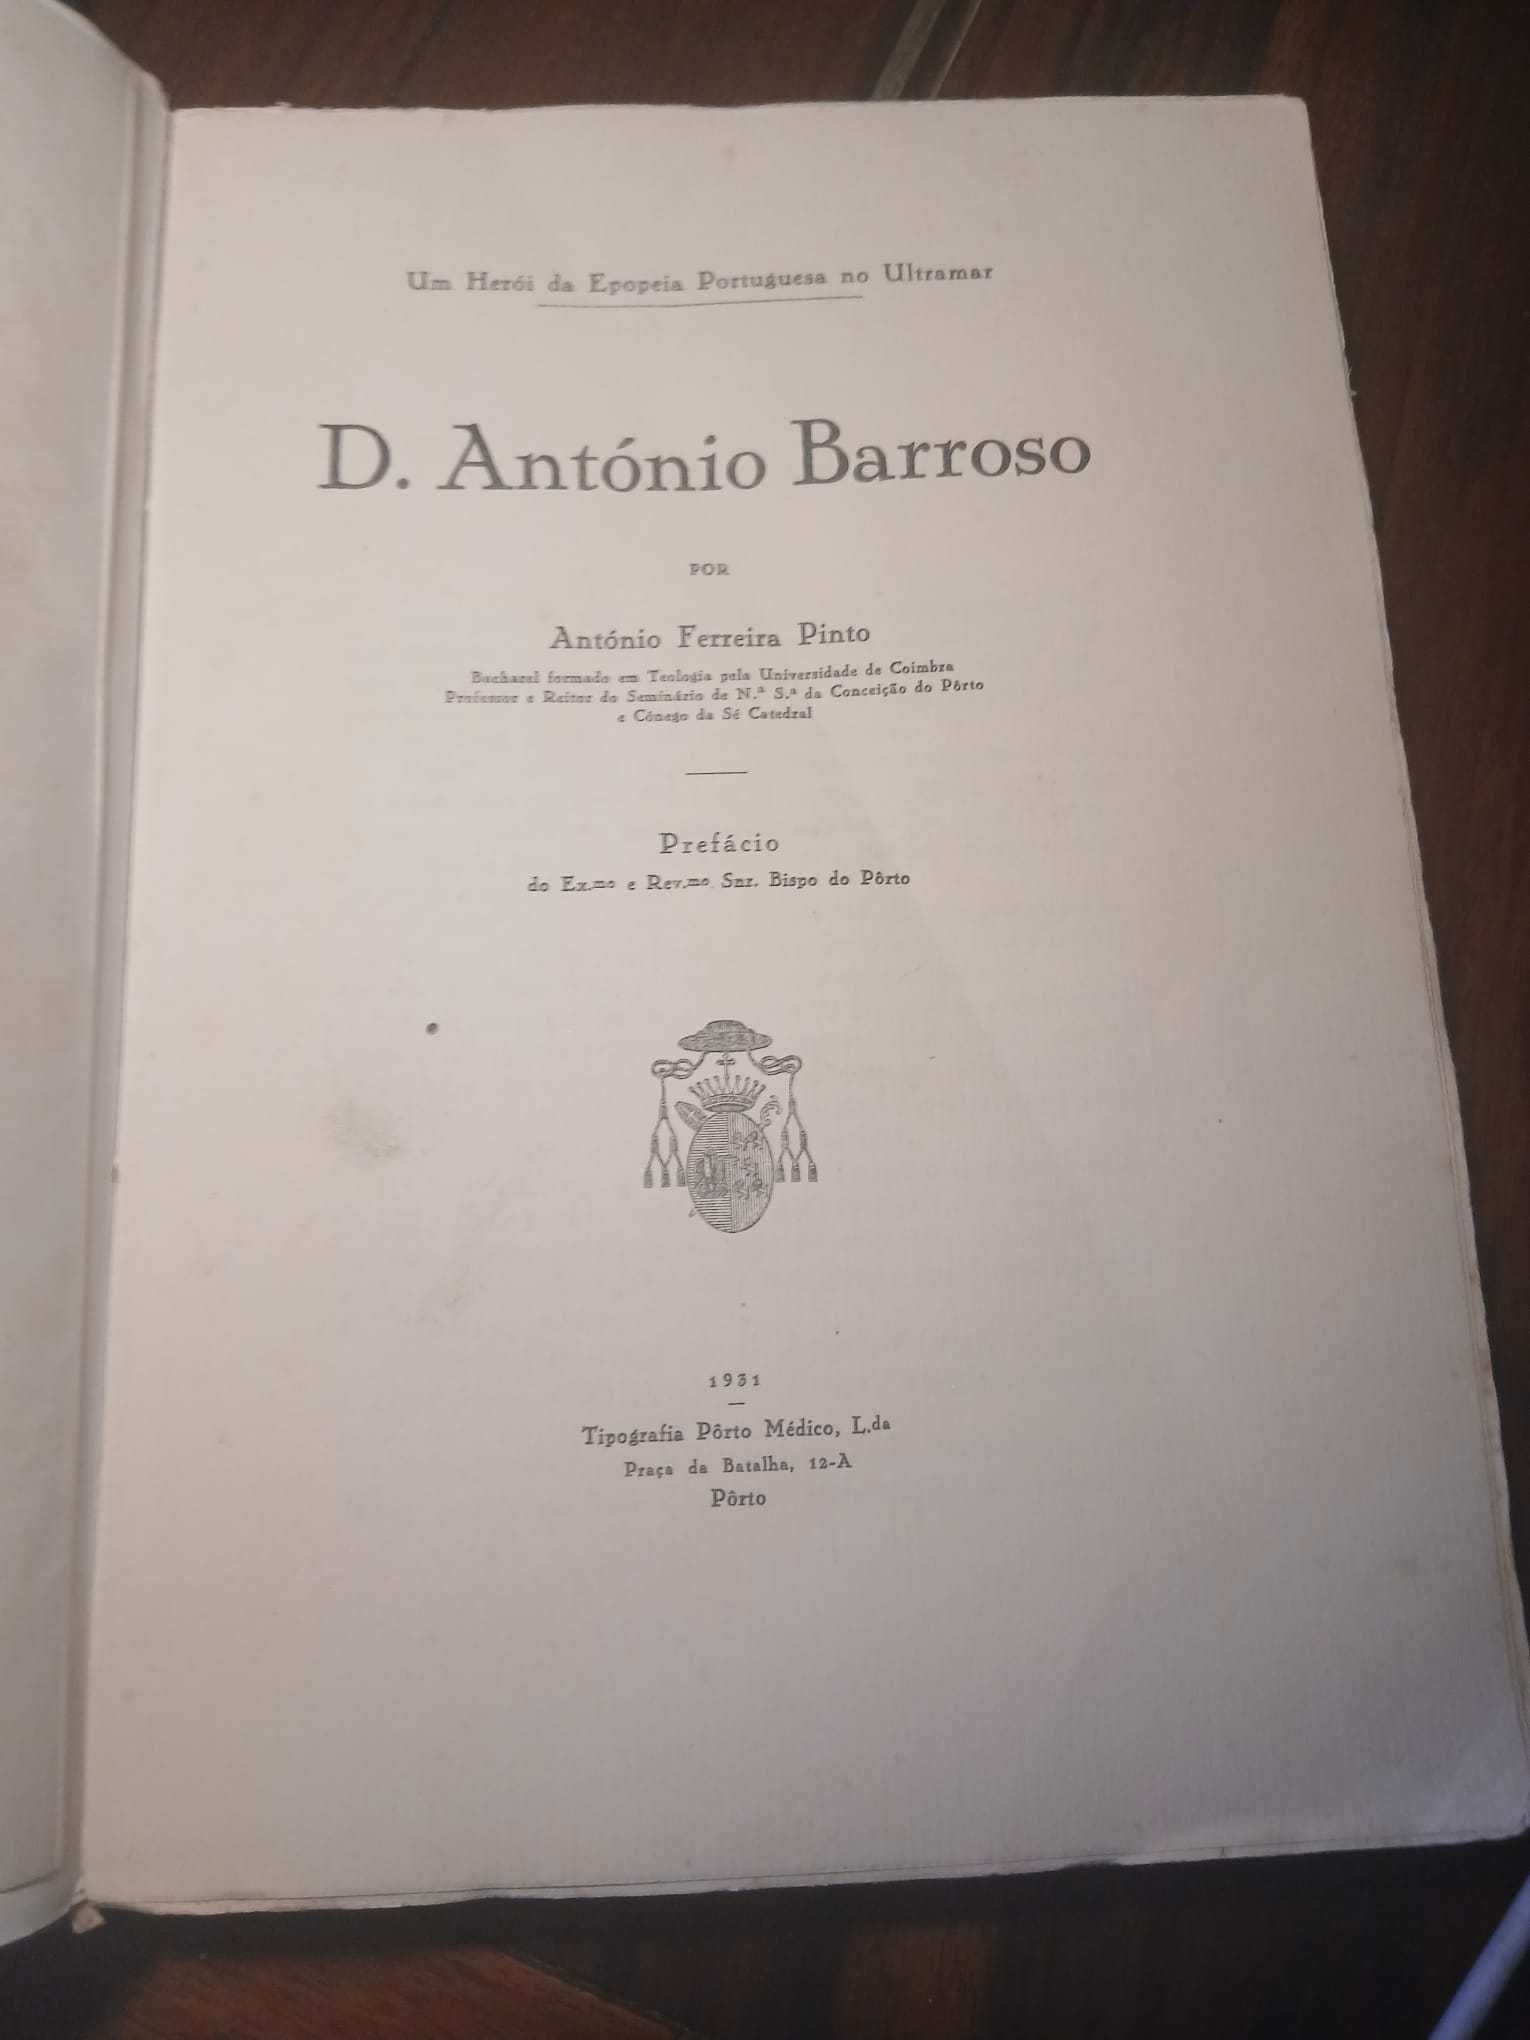 Um Herói da Epopeia Portuguesa no Ultramar
D. António Barroso
POR
António Ferreira Pinto
Bacharel formado em Teologia pela Universidade de Coimbra
Professor e Reitor do Seminário de N.ª S.ª da Conceição do Pôrto
e Cónego da Sé Catedral
Prefácio
do Ex.mo e Rev.mo Snr. Bispo do Pôrto
1931
Tipografia Pôrto Médico, L.da
Praça da Batalha, 12-A
Pôrto